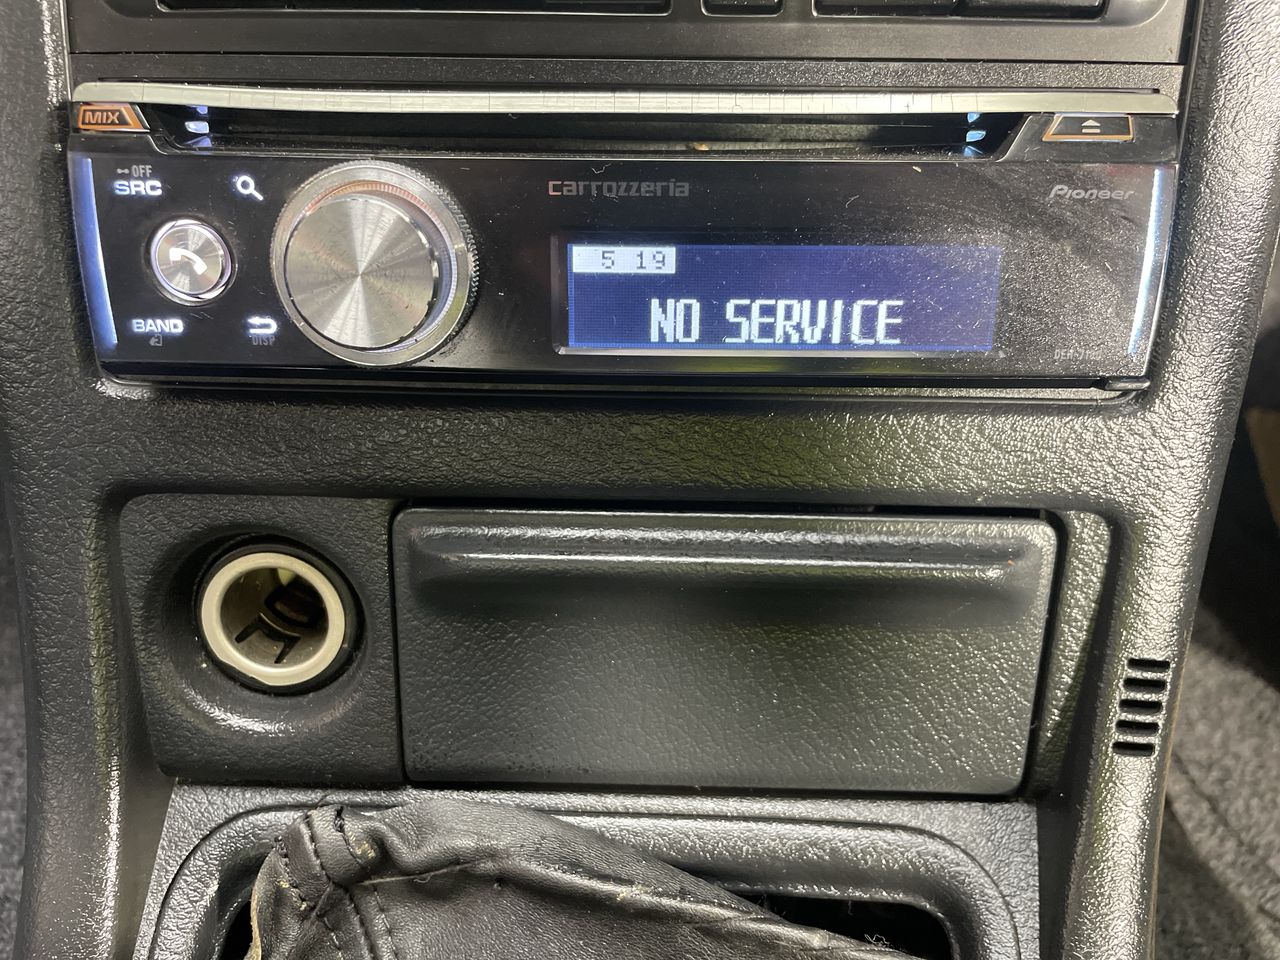 MIX
OFF
SRC
carrozzeria
Pioneer
5 19
NO SERVICE
BAND
DISP